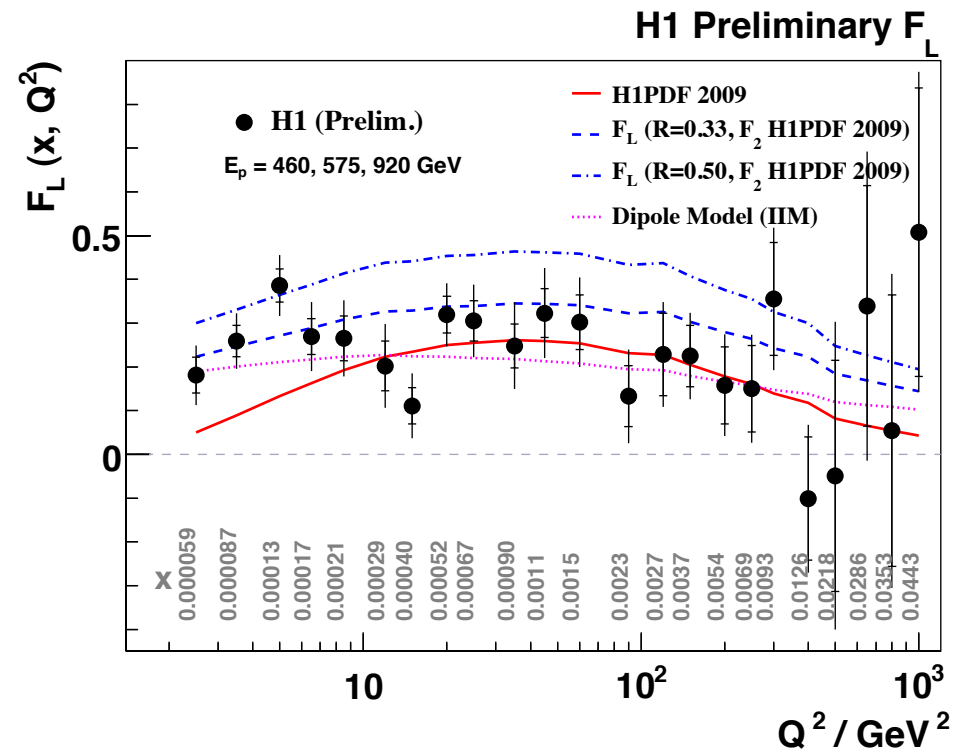 H1 Preliminary F_L
F_L (x, Q^2)
0.5
0
H1 (Prelim.)
E_p = 460, 575, 920 GeV
H1PDF 2009
F_L (R=0.33, F_2 H1PDF 2009)
F_L (R=0.50, F_2 H1PDF 2009)
Dipole Model (IIM)
x
0.000059
0.000087
0.00013
0.00017
0.00021
0.00029
0.00040
0.00052
0.00067
0.00090
0.0011
0.0015
0.0023
0.0027
0.0037
0.0054
0.0069
0.0093
0.0126
0.0218
0.0286
0.0353
0.0443
10
10^2
10^3
Q^2 / GeV^2